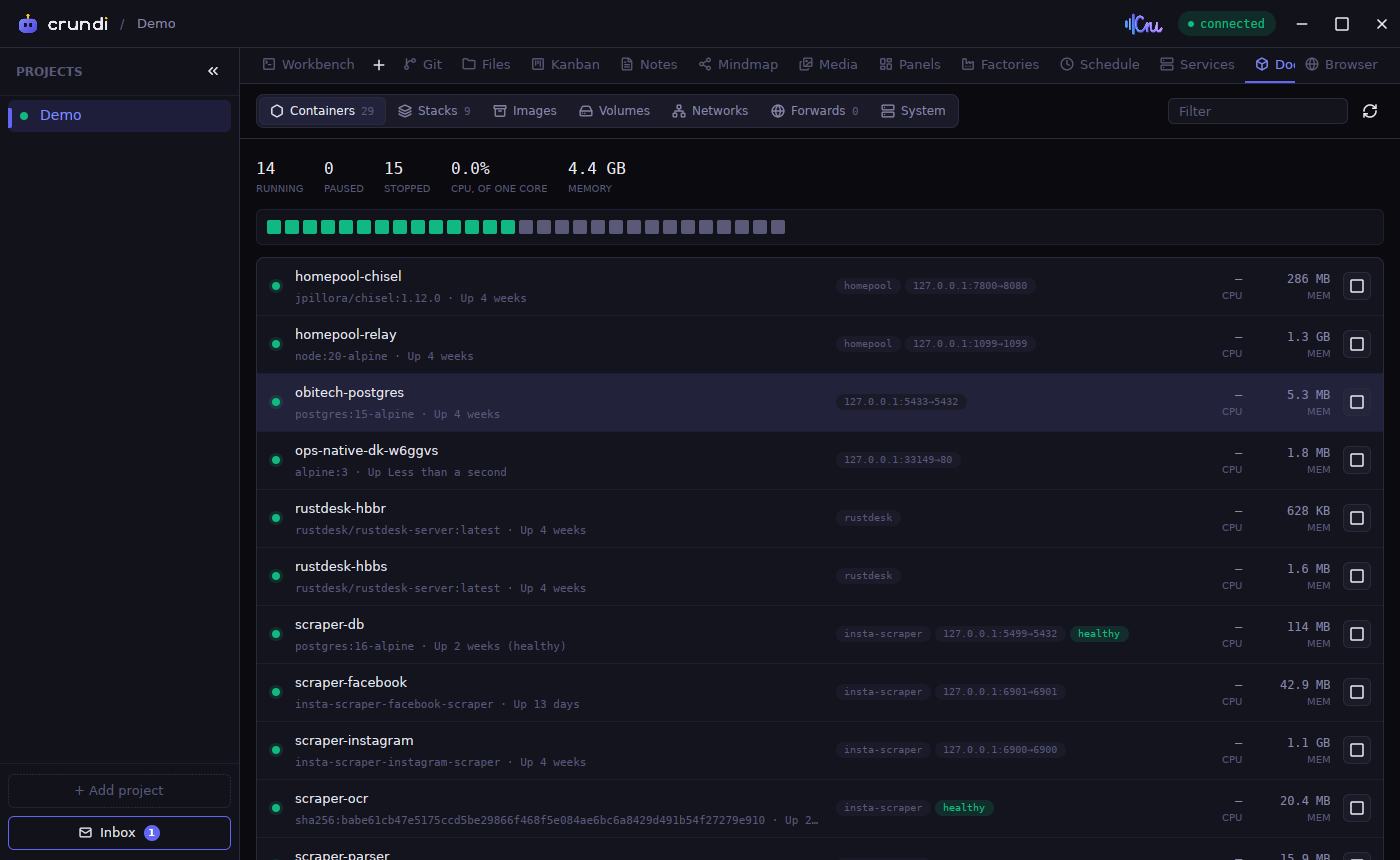 crundi / Demo
Cru
connected
PROJECTS
Demo
+ Add project
Inbox 1
Workbench
Git
Files
Kanban
Notes
Mindmap
Media
Panels
Factories
Schedule
Services
Doc
Browser
Containers 29
Stacks 9
Images
Volumes
Networks
Forwards 0
System
Filter
14 0 15 0.0% 4.4 GB
RUNNING PAUSED STOPPED CPU, OF ONE CORE MEMORY
homepool-chisel
jpillora/chisel:1.12.0 · Up 4 weeks
homepool 127.0.0.1:7800→8080
— 286 MB
CPU MEM
homepool-relay
node:20-alpine · Up 4 weeks
homepool 127.0.0.1:1099→1099
— 1.3 GB
CPU MEM
obitech-postgres
postgres:15-alpine · Up 4 weeks
127.0.0.1:5433→5432
— 5.3 MB
CPU MEM
ops-native-dk-w6ggvs
alpine:3 · Up Less than a second
127.0.0.1:33149→80
— 1.8 MB
CPU MEM
rustdesk-hbbr
rustdesk/rustdesk-server:latest · Up 4 weeks
rustdesk
— 628 KB
CPU MEM
rustdesk-hbbs
rustdesk/rustdesk-server:latest · Up 4 weeks
rustdesk
— 1.6 MB
CPU MEM
scraper-db
postgres:16-alpine · Up 2 weeks (healthy)
insta-scraper 127.0.0.1:5499→5432 healthy
— 114 MB
CPU MEM
scraper-facebook
insta-scraper-facebook-scraper · Up 13 days
insta-scraper 127.0.0.1:6901→6901
— 42.9 MB
CPU MEM
scraper-instagram
insta-scraper-instagram-scraper · Up 4 weeks
insta-scraper 127.0.0.1:6900→6900
— 1.1 GB
CPU MEM
scraper-ocr
sha256:babe61cb47e5175ccd5be29866f468f5e084ae6bc6a8429d491b54f27279e910 · Up 2…
insta-scraper healthy
— 20.4 MB
CPU MEM
scraper-parser
— 15.9 MB